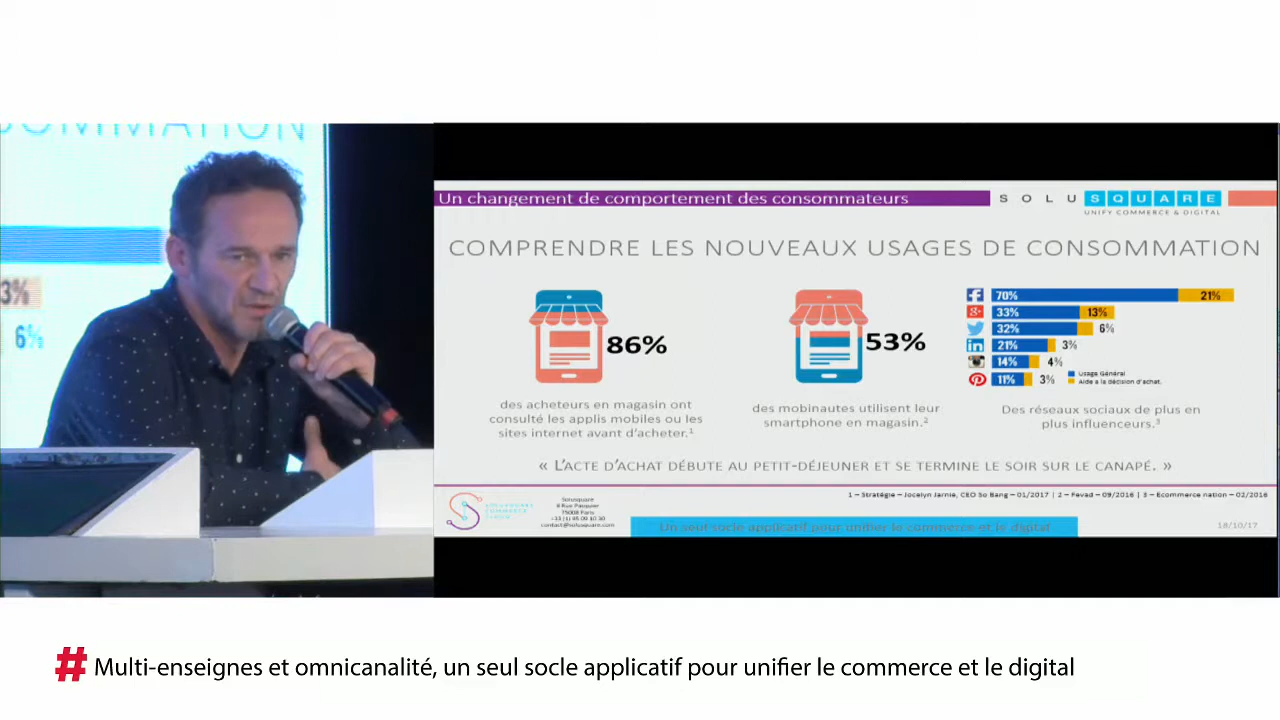 OMMATION
3%
6%
Un changement de comportement des consommateurs
SOLUSQUARE
UNIFY COMMERCE & DIGITAL
COMPRENDRE LES NOUVEAUX USAGES DE CONSOMMATION
86%
des acheteurs en magasin ont
consulté les applis mobiles ou les
sites internet avant d'acheter.¹
53%
des mobinautes utilisent leur
smartphone en magasin.²
70% 21%
33% 13%
32% 6%
21% 3%
14% 4%
11% 3%
Usage Général
Aide a la décision d'achat.
Des réseaux sociaux de plus en
plus influenceurs.³
« L'ACTE D'ACHAT DÉBUTE AU PETIT-DÉJEUNER ET SE TERMINE LE SOIR SUR LE CANAPÉ. »
1 – Stratégie – Jocelyn Jarnie, CEO So Bang – 01/2017 | 2 – Fevad – 09/2016 | 3 – Ecommerce nation – 02/2016
Solusquare
75008 Paris
contact@solusquare.com
Un seul socle applicatif pour unifier le commerce et le digital
18/10/17
# Multi-enseignes et omnicanalité, un seul socle applicatif pour unifier le commerce et le digital